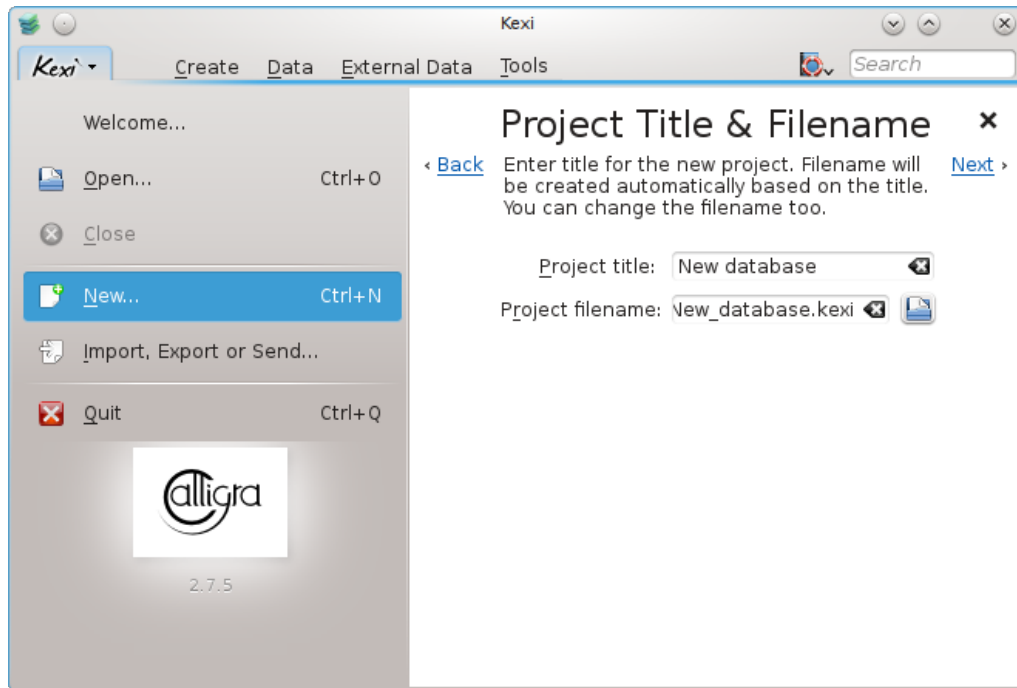 Kexi
Kexi Create Data External Data Tools Search
Welcome...
Open... Ctrl+O
Close
New... Ctrl+N
Import, Export or Send...
Quit Ctrl+Q
Calligra
2.7.5
Project Title & Filename
‹ Back
Enter title for the new project. Filename will
be created automatically based on the title.
You can change the filename too.
Next ›
Project title: New database
Project filename: New_database.kexi